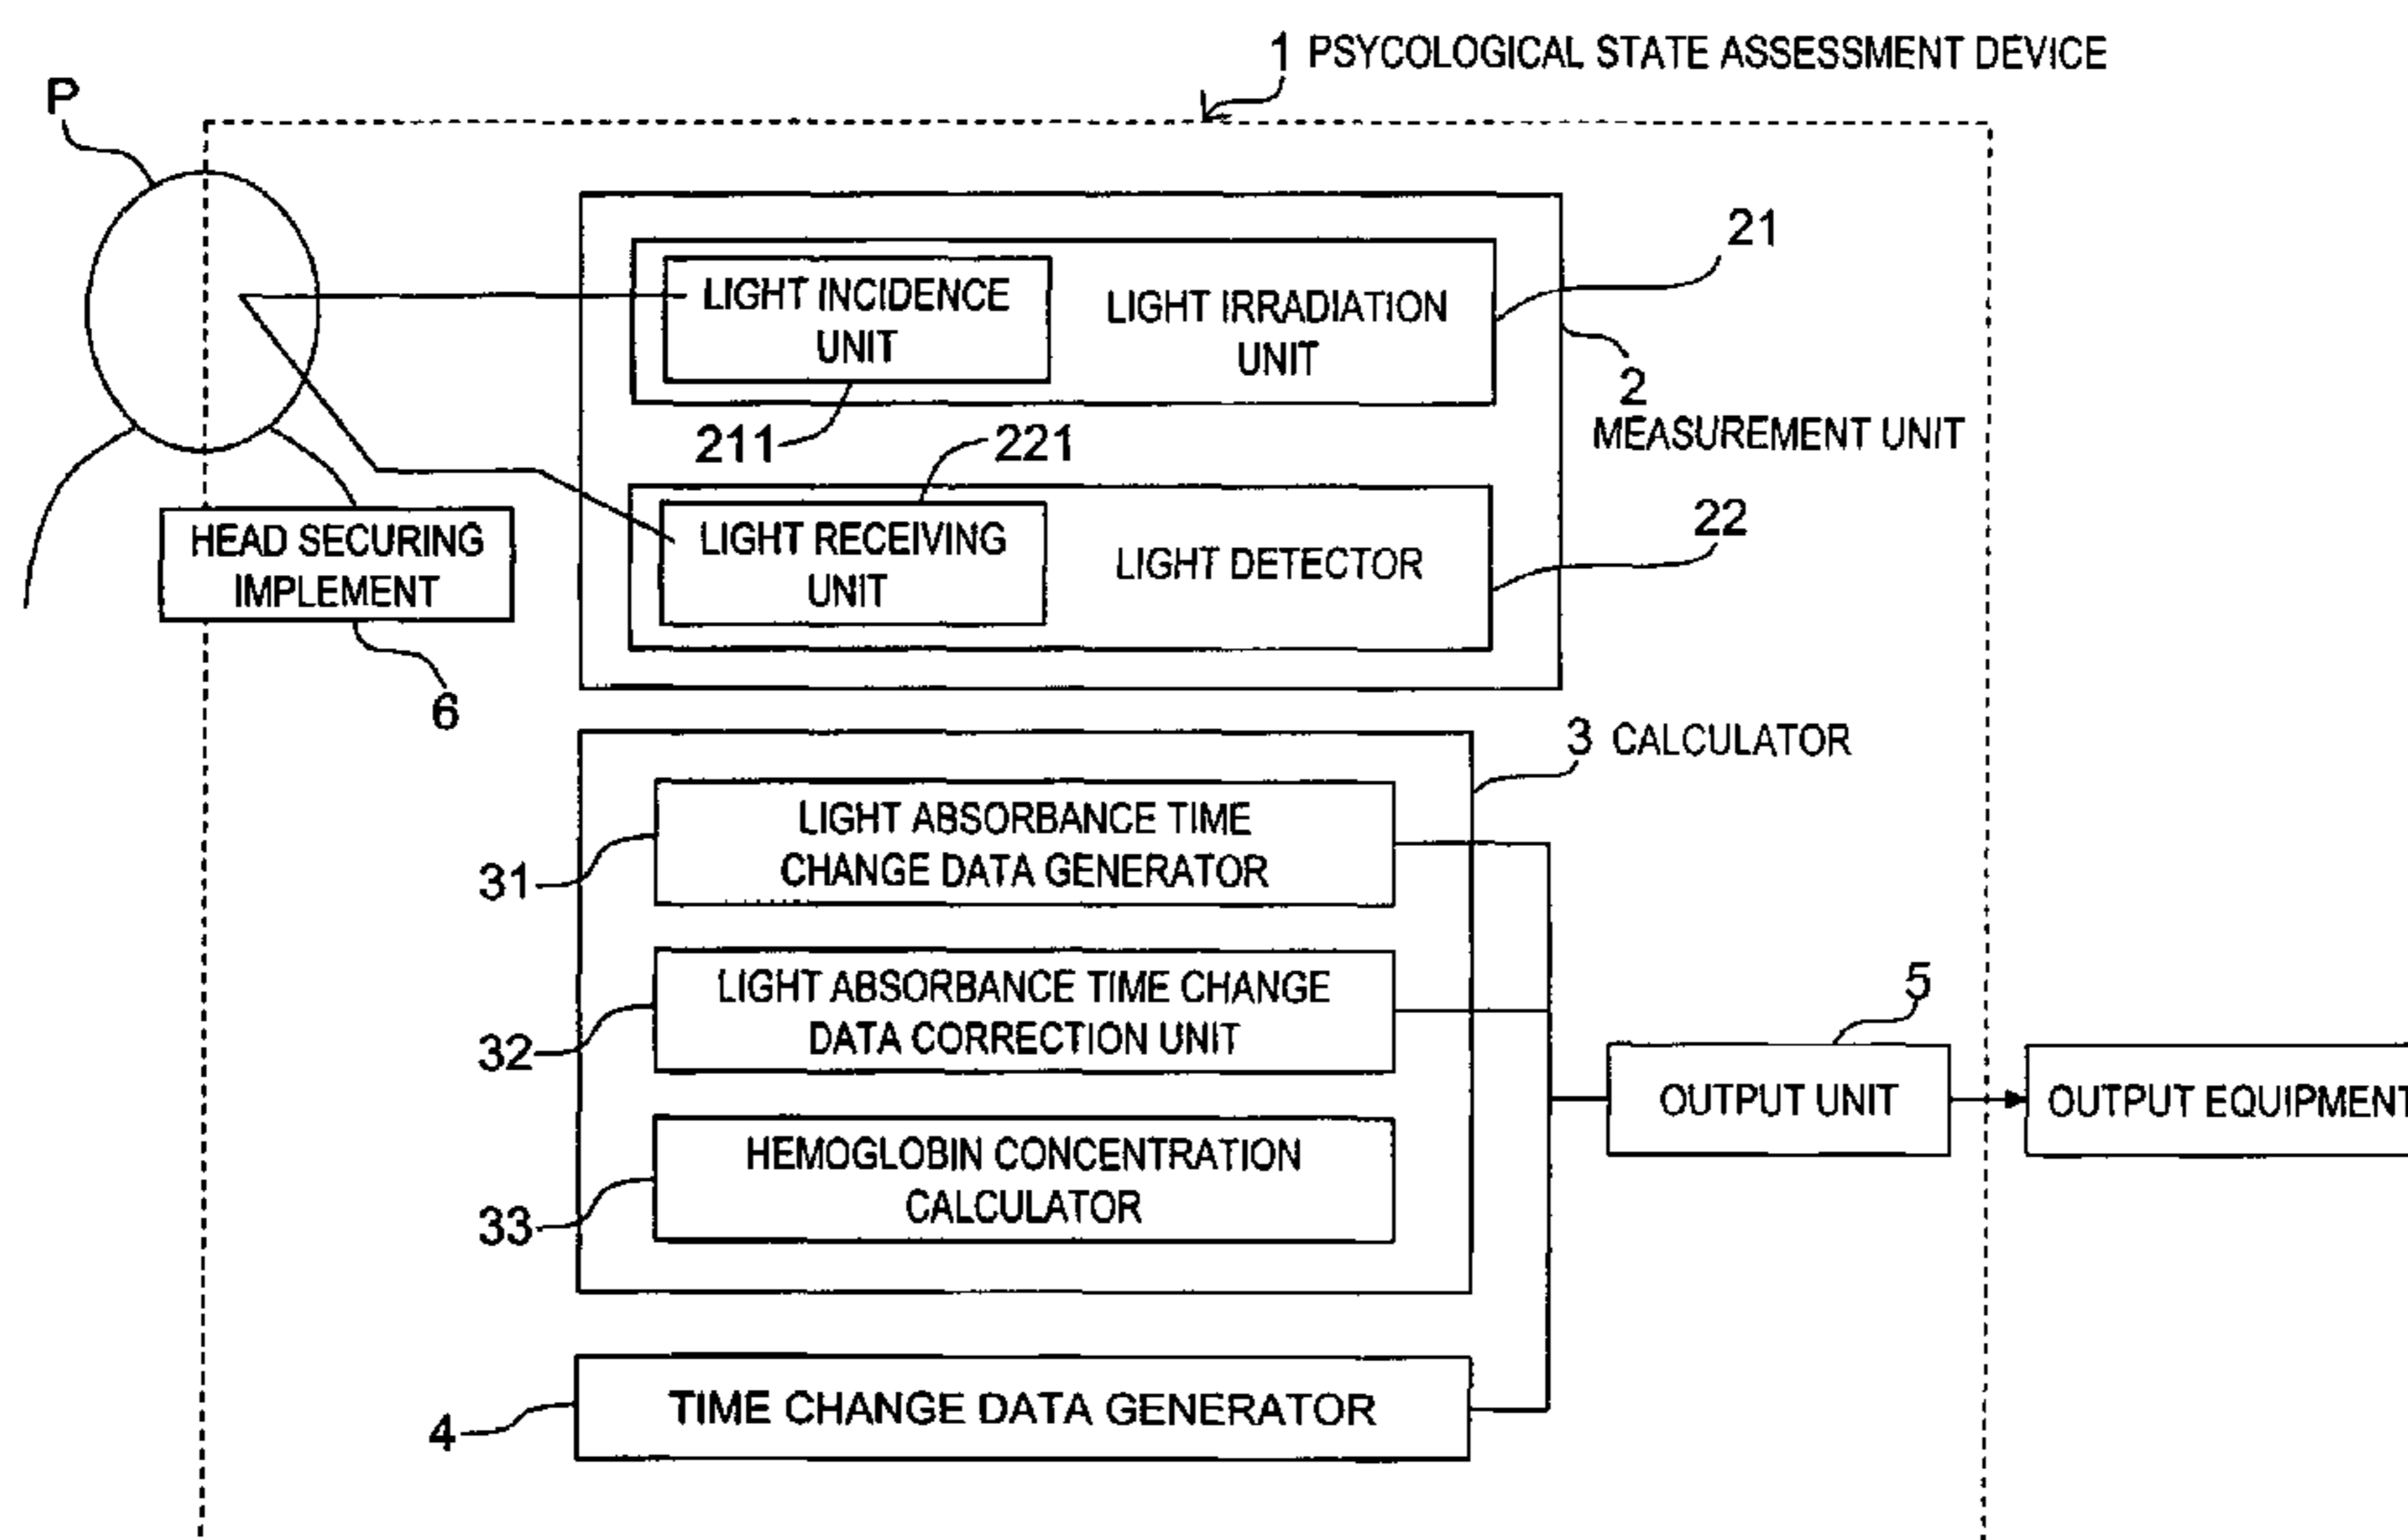 1 PSYCOLOGICAL STATE ASSESSMENT DEVICE
P
21
LIGHT INCIDENCE
UNIT
LIGHT IRRADIATION
UNIT
2
MEASUREMENT UNIT
211
221
22
HEAD SECURING
IMPLEMENT
LIGHT RECEIVING
UNIT
LIGHT DETECTOR
6
3 CALCULATOR
LIGHT ABSORBANCE TIME
CHANGE DATA GENERATOR
31
LIGHT ABSORBANCE TIME CHANGE
DATA CORRECTION UNIT
32
5
OUTPUT UNIT
OUTPUT EQUIPMENT
HEMOGLOBIN CONCENTRATION
CALCULATOR
33
TIME CHANGE DATA GENERATOR
4